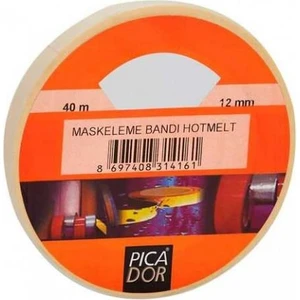 40 m 12 mm
MASKELEME BANDI HOTMELT
8 697408 314161
PICA
DOR